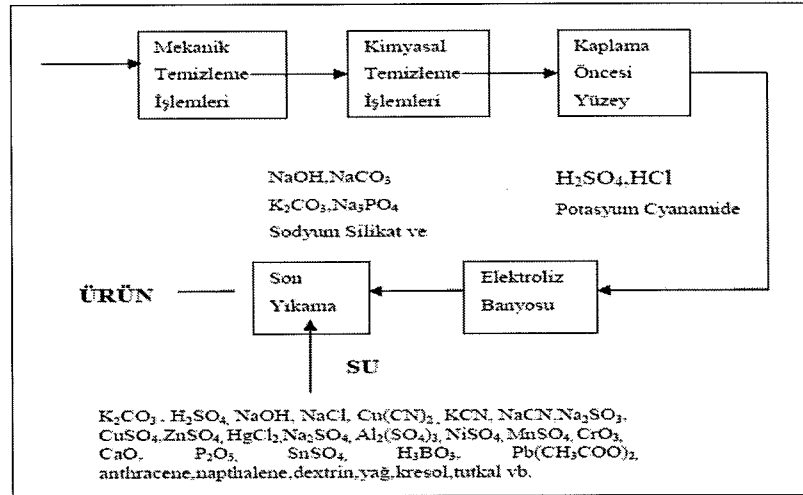 Mekanik
Temizleme
İşlemleri
Kimyasal
Temizleme
İşlemleri
Kaplama
Öncesi
Yüzey
NaOH,NaCO₃
K₂CO₃,Na₃PO₄
Sodyum Silikat ve
H₂SO₄,HCl
Potasyum Cyanamide
ÜRÜN
Son
Yıkama
Elektroliz
Banyosu
SU
K₂CO₃, H₂SO₄, NaOH, NaCl, Cu(CN)₂, KCN, NaCN,Na₂SO₃,
CuSO₄,ZnSO₄, HgCl₂,Na₂SO₄,Al₂(SO₄)₃, NiSO₄, MnSO₄, CrO₃,
CaO, P₂O₅, SnSO₄, H₃BO₃, Pb(CH₃COO)₂,
anthracene,napthalene,dextrin,yağ,kresol,tutkal vb.